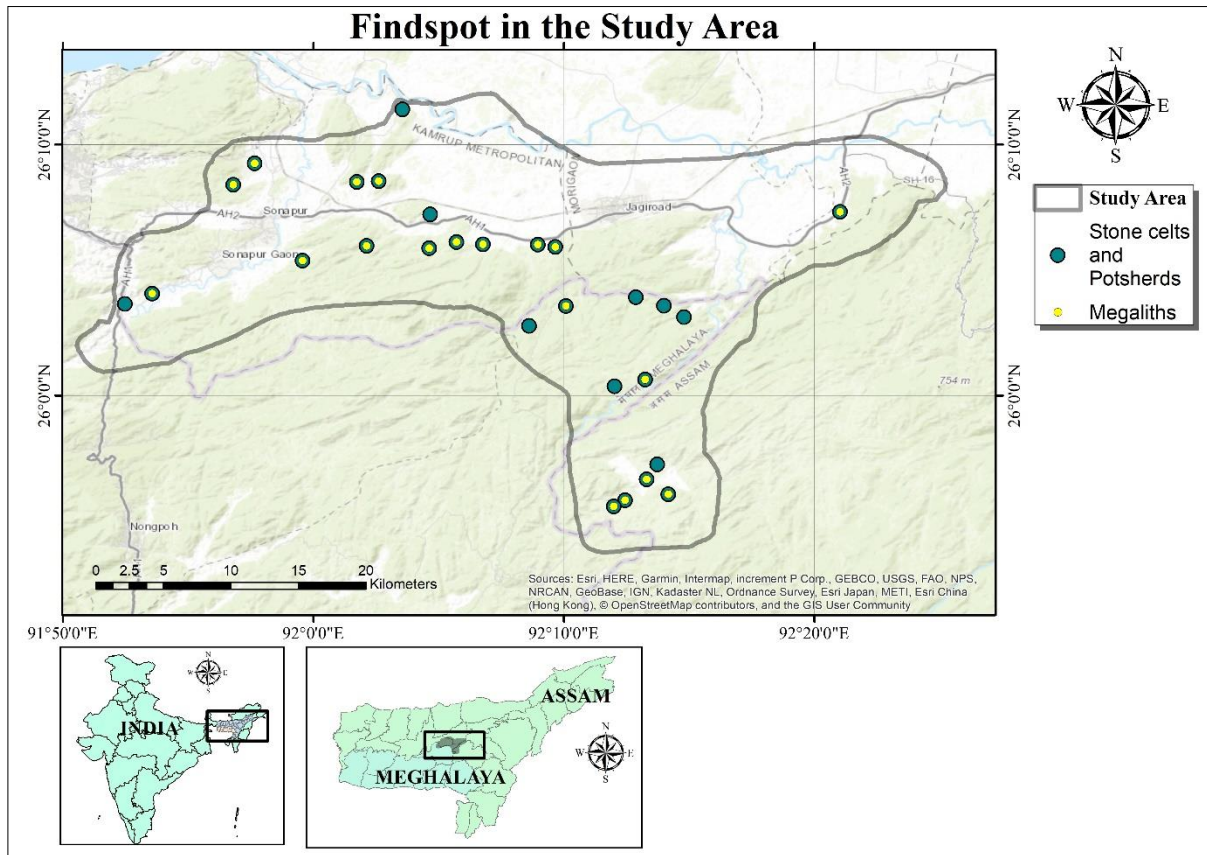 Findspot in the Study Area
N
W E
S
26°10'0"N
26°10'0"N
KAMRUP METROPOLITAN
MORIGAON
SH-16
AH2
AH2
Sonapur
AH1
Jagiroad
Sonapur Gaon
AH1
MEGHALAYA
ASSAM
754 m
26°0'0"N
26°0'0"N
Nongpoh
0 2.5 5 10 15 20
Kilometers
Sources: Esri, HERE, Garmin, Intermap, increment P Corp., GEBCO, USGS, FAO, NPS,
NRCAN, GeoBase, IGN, Kadaster NL, Ordnance Survey, Esri Japan, METI, Esri China
(Hong Kong), © OpenStreetMap contributors, and the GIS User Community
91°50'0"E 92°0'0"E 92°10'0"E 92°20'0"E
Study Area
Stone celts
and
Potsherds
Megaliths
N
W E
S
INDIA
ASSAM
N
W E
S
MEGHALAYA